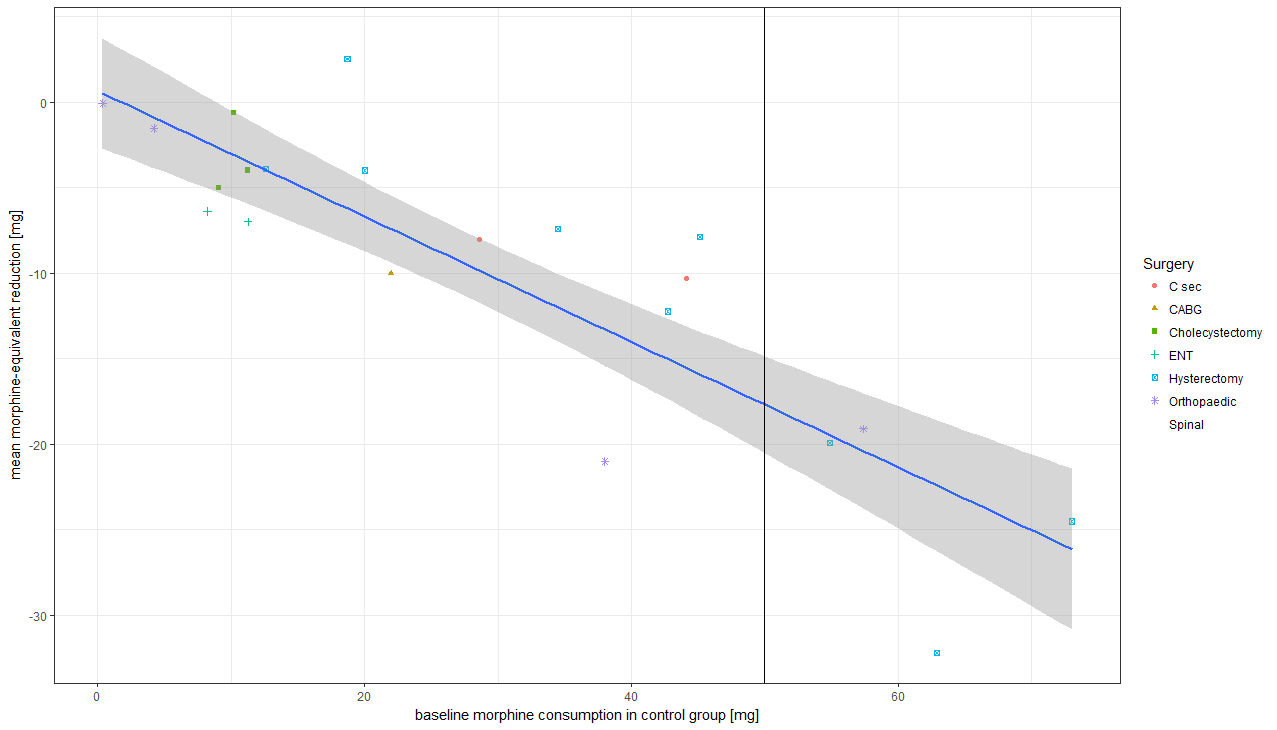 mean morphine-equivalent reduction [mg]
0
-10
-20
-30
0
20
40
60
baseline morphine consumption in control group [mg]
Surgery
C sec
CABG
Cholecystectomy
ENT
Hysterectomy
Orthopaedic
Spinal